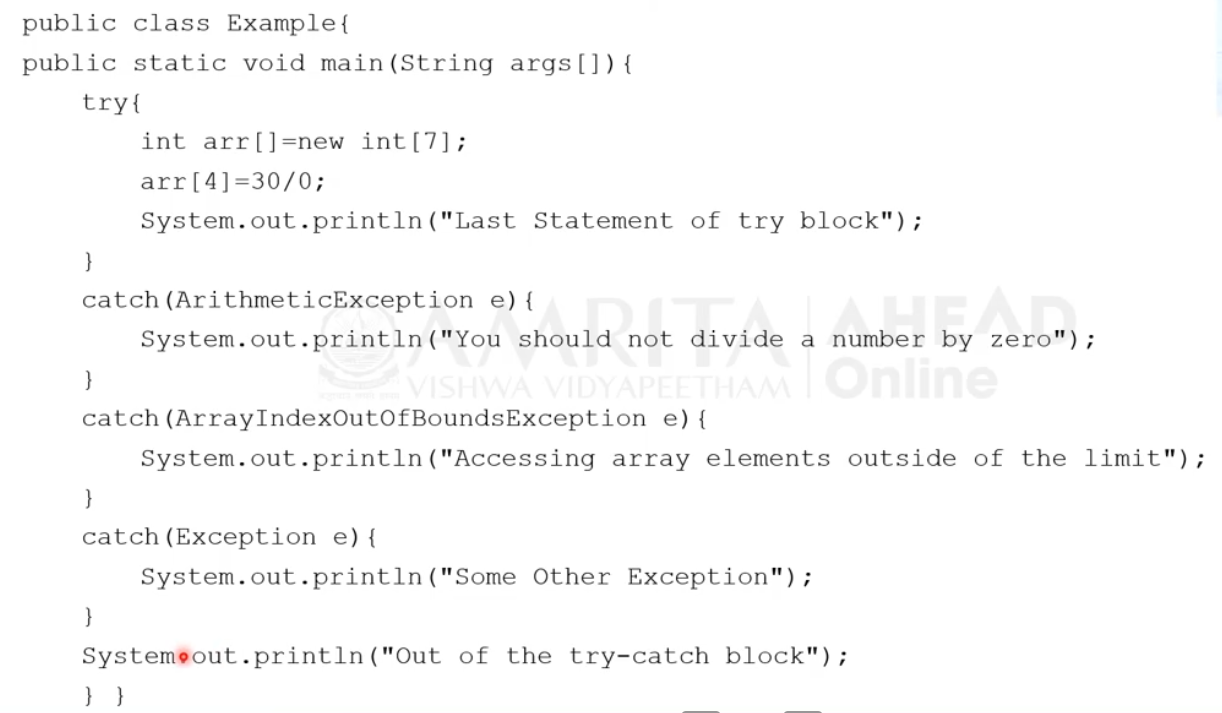 public class Example{
public static void main(String args[]){
try{
int arr[]=new int[7];
arr[4]=30/0;
System.out.println("Last Statement of try block");
}
catch(ArithmeticException e){
System.out.println("You should not divide a number by zero");
}
catch(ArrayIndexOutOfBoundsException e){
System.out.println("Accessing array elements outside of the limit");
}
catch(Exception e){
System.out.println("Some Other Exception");
}
System.out.println("Out of the try-catch block");
} }
AMRITA
VISHWA VIDYAPEETHAM
AHEAD
Online